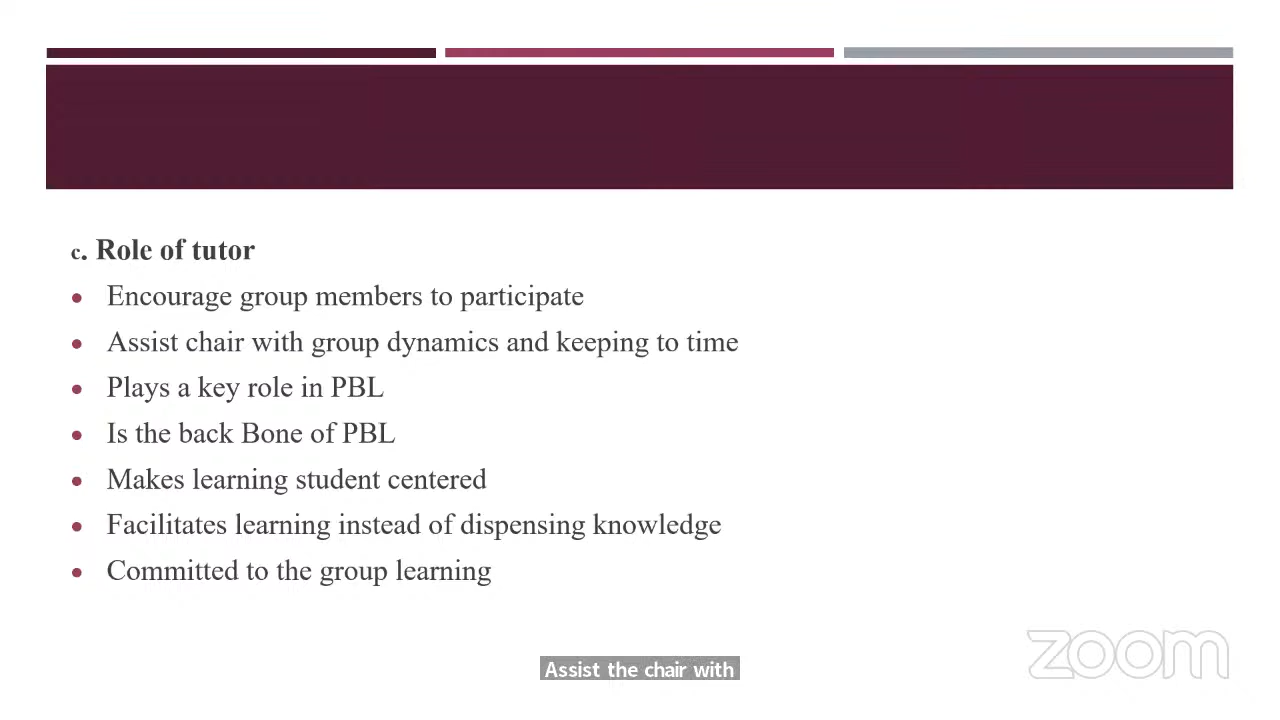 c. Role of tutor
• Encourage group members to participate
• Assist chair with group dynamics and keeping to time
• Plays a key role in PBL
• Is the back Bone of PBL
• Makes learning student centered
• Facilitates learning instead of dispensing knowledge
• Committed to the group learning
zoom
Assist the chair with